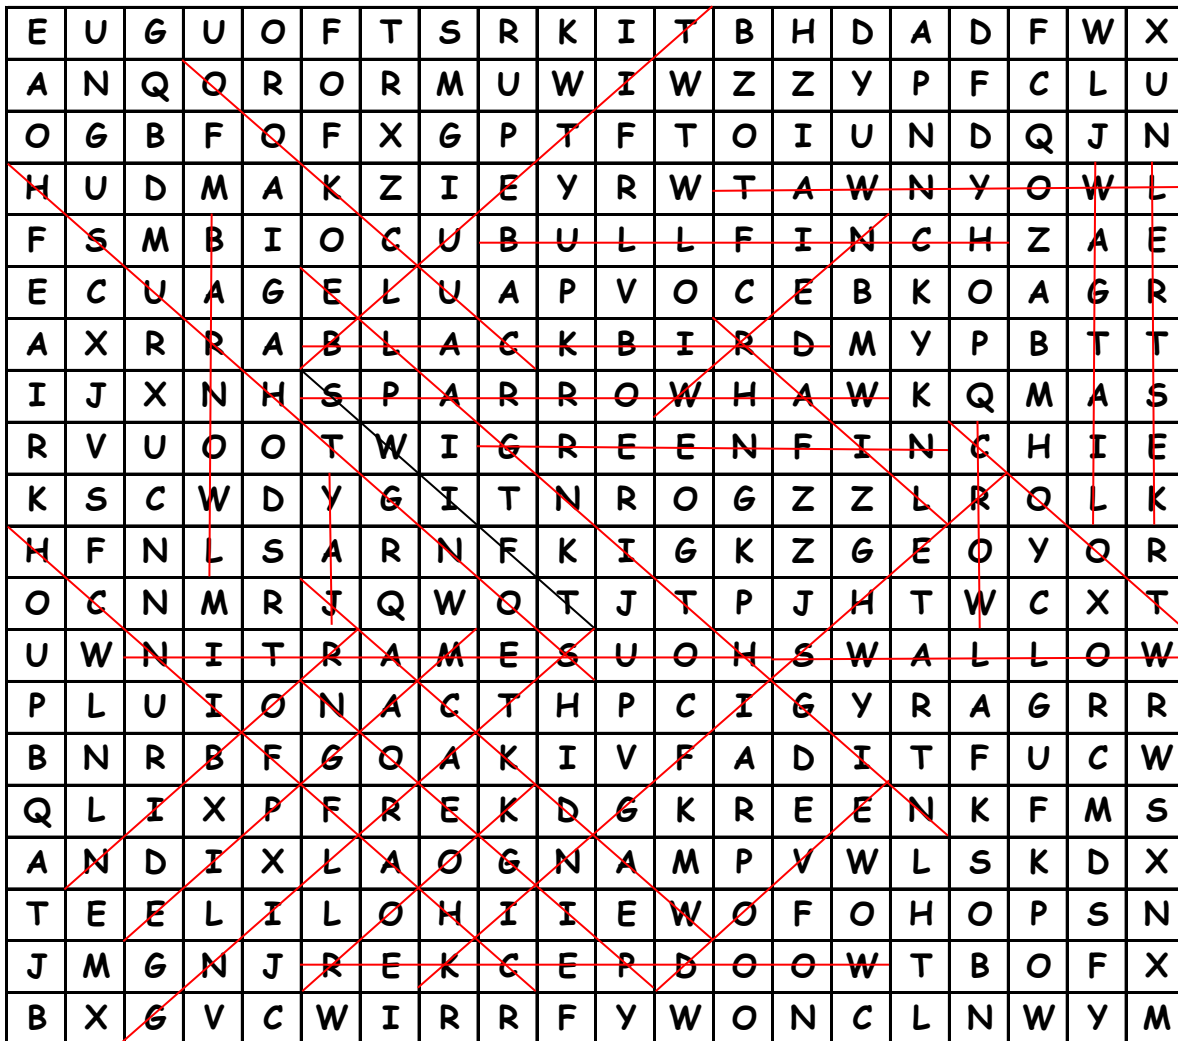 E U G U O F T S R K I T B H D A D F W X
A N Q O R O R M U W I W Z Z Y P F C L U
O G B F O F X G P T F T O I U N D Q J N
H U D M A K Z I E Y R W T A W N Y O W L
F S M B I O C U B U L L F I N C H Z A E
E C U A G E L U A P V O C E B K O A G R
A X R R A B L A C K B I R D M Y P B T T
I J X N H S P A R R O W H A W K Q M A S
R V U O O T W I G R E E N F I N C H I E
K S C W D Y G I T N R O G Z Z L R O L K
H F N L S A R N F K I G K Z G E O Y O R
O C N M R J Q W O T J T P J H T W C X T
U W N I T R A M E S U O H S W A L L O W
P L U I O N A C T H P C I G Y R A G R R
B N R B F G O A K I V F A D I T F U C W
Q L I X P F R E K D G K R E E N K F M S
A N D I X L A O G N A M P V W L S K D X
T E E L I L O H I I E W O F O H O P S N
J M G N J R E K C E P D O O W T B O F X
B X G V C W I R R F Y W O N C L N W Y M